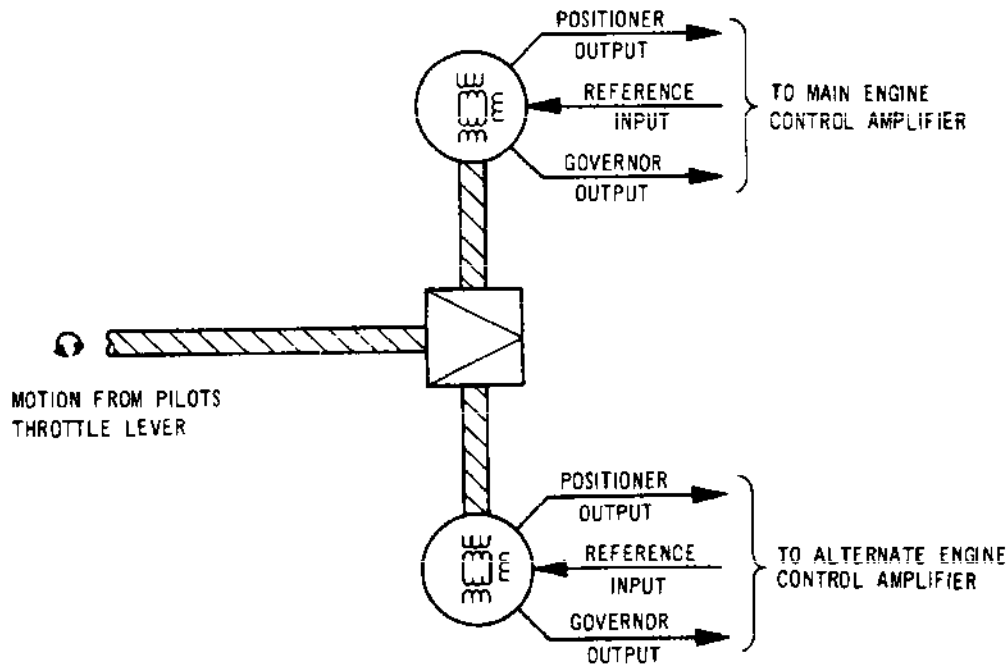 POSITIONER
OUTPUT
REFERENCE
INPUT
GOVERNOR
OUTPUT
TO MAIN ENGINE
CONTROL AMPLIFIER
MOTION FROM PILOTS
THROTTLE LEVER
POSITIONER
OUTPUT
REFERENCE
INPUT
GOVERNOR
OUTPUT
TO ALTERNATE ENGINE
CONTROL AMPLIFIER